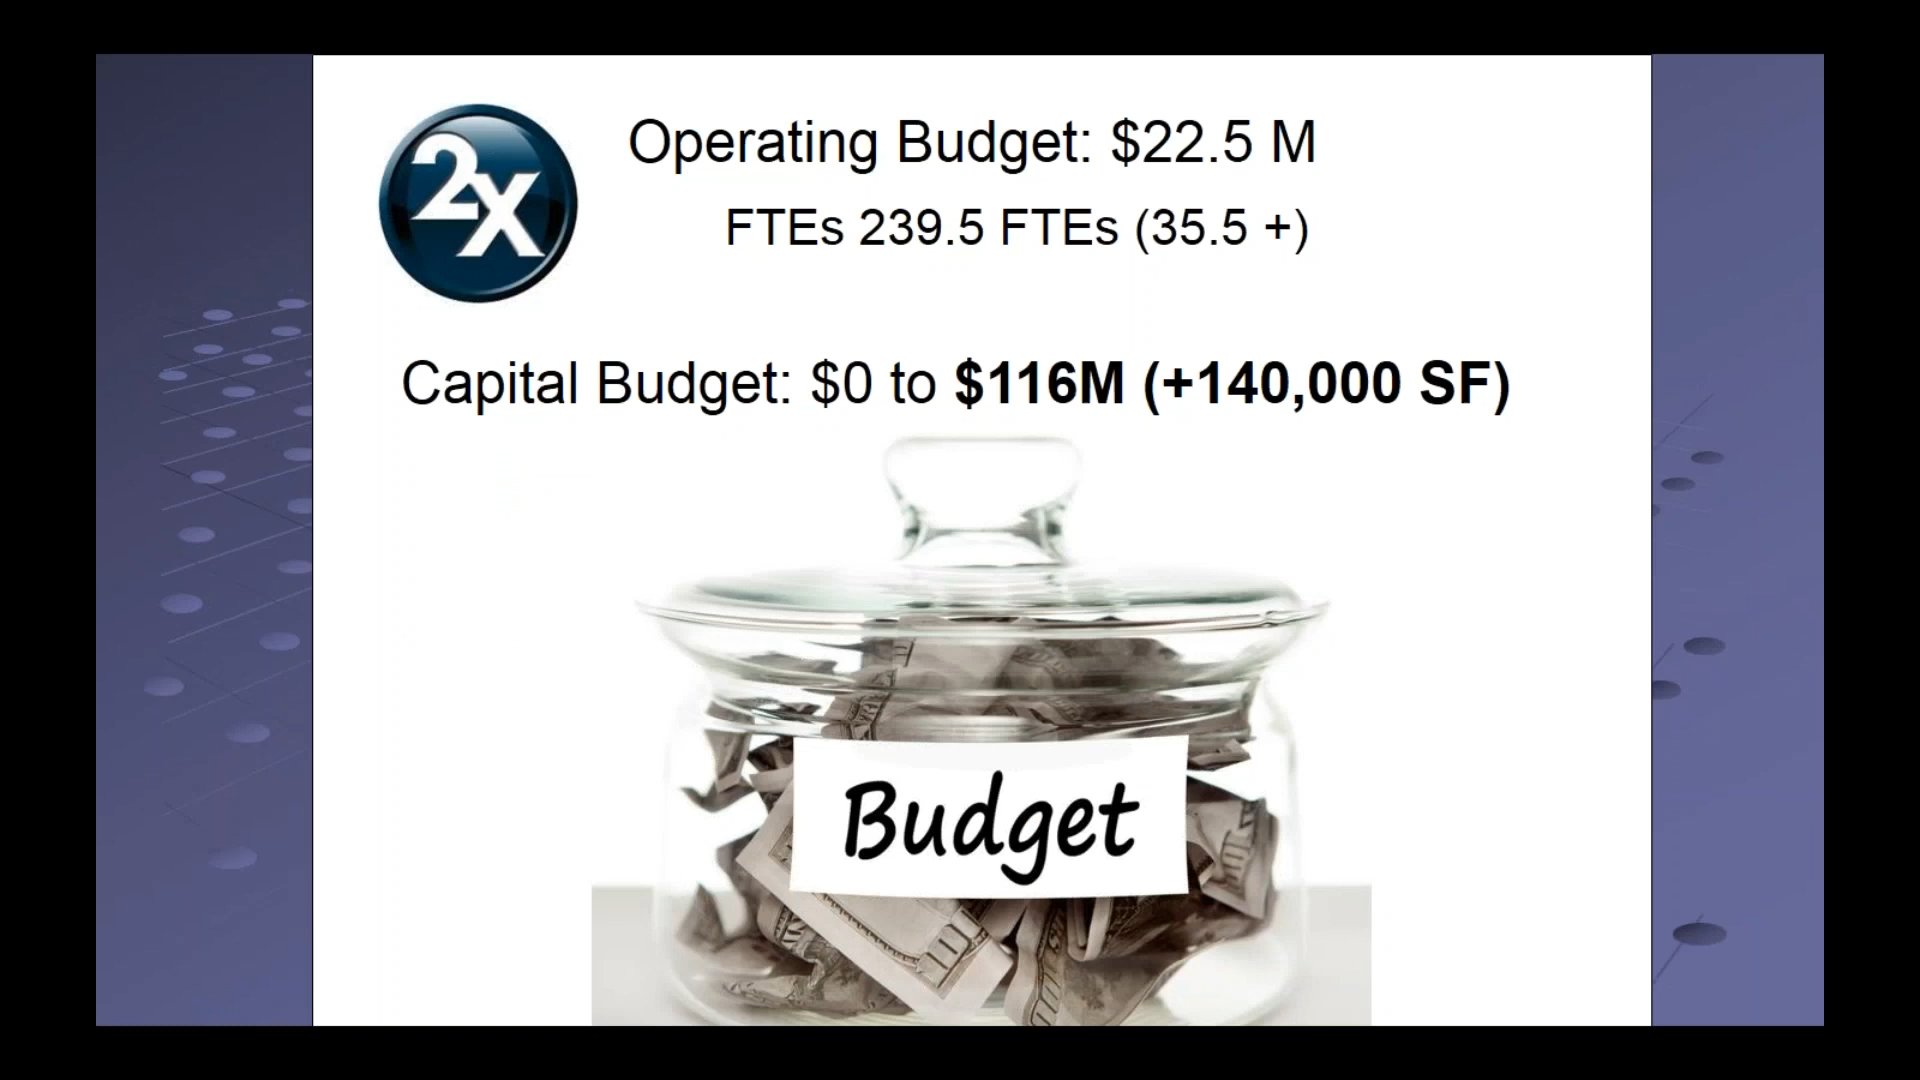 2x
Operating Budget: $22.5 M
FTEs 239.5 FTEs (35.5 +)
Capital Budget: $0 to $116M (+140,000 SF)
Budget